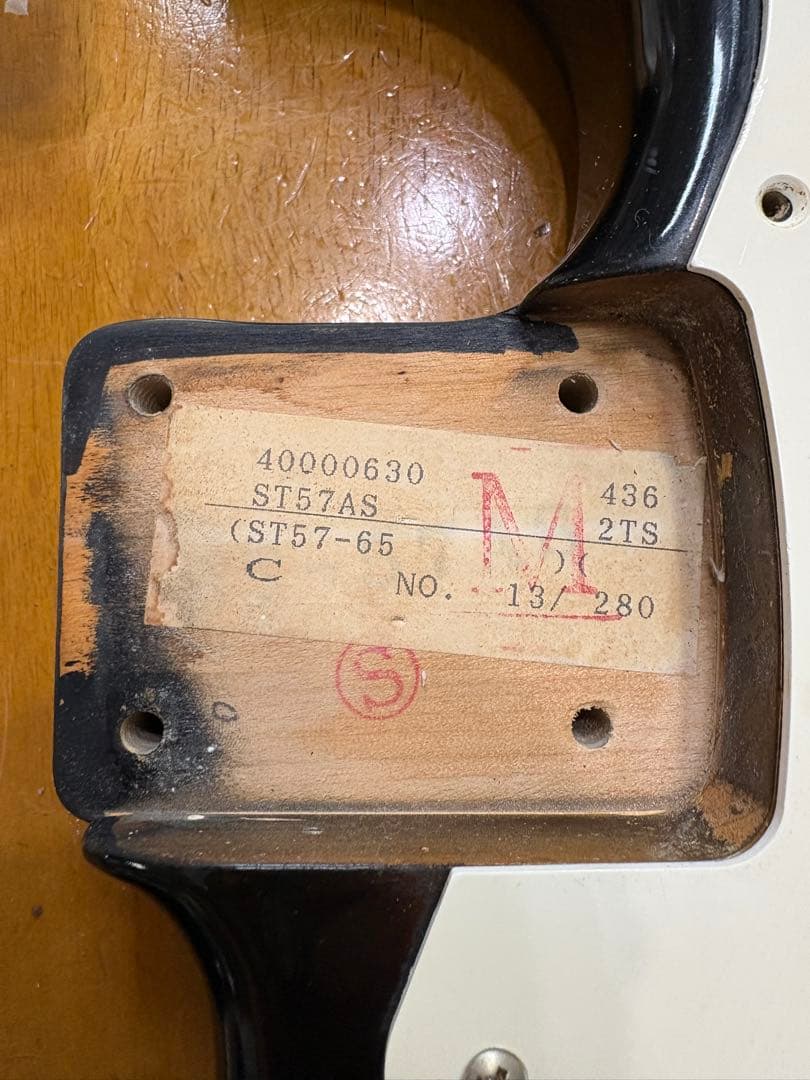 40000630 436
ST57AS 2TS
(ST57-65 )(
C NO. 13/ 280
M
S